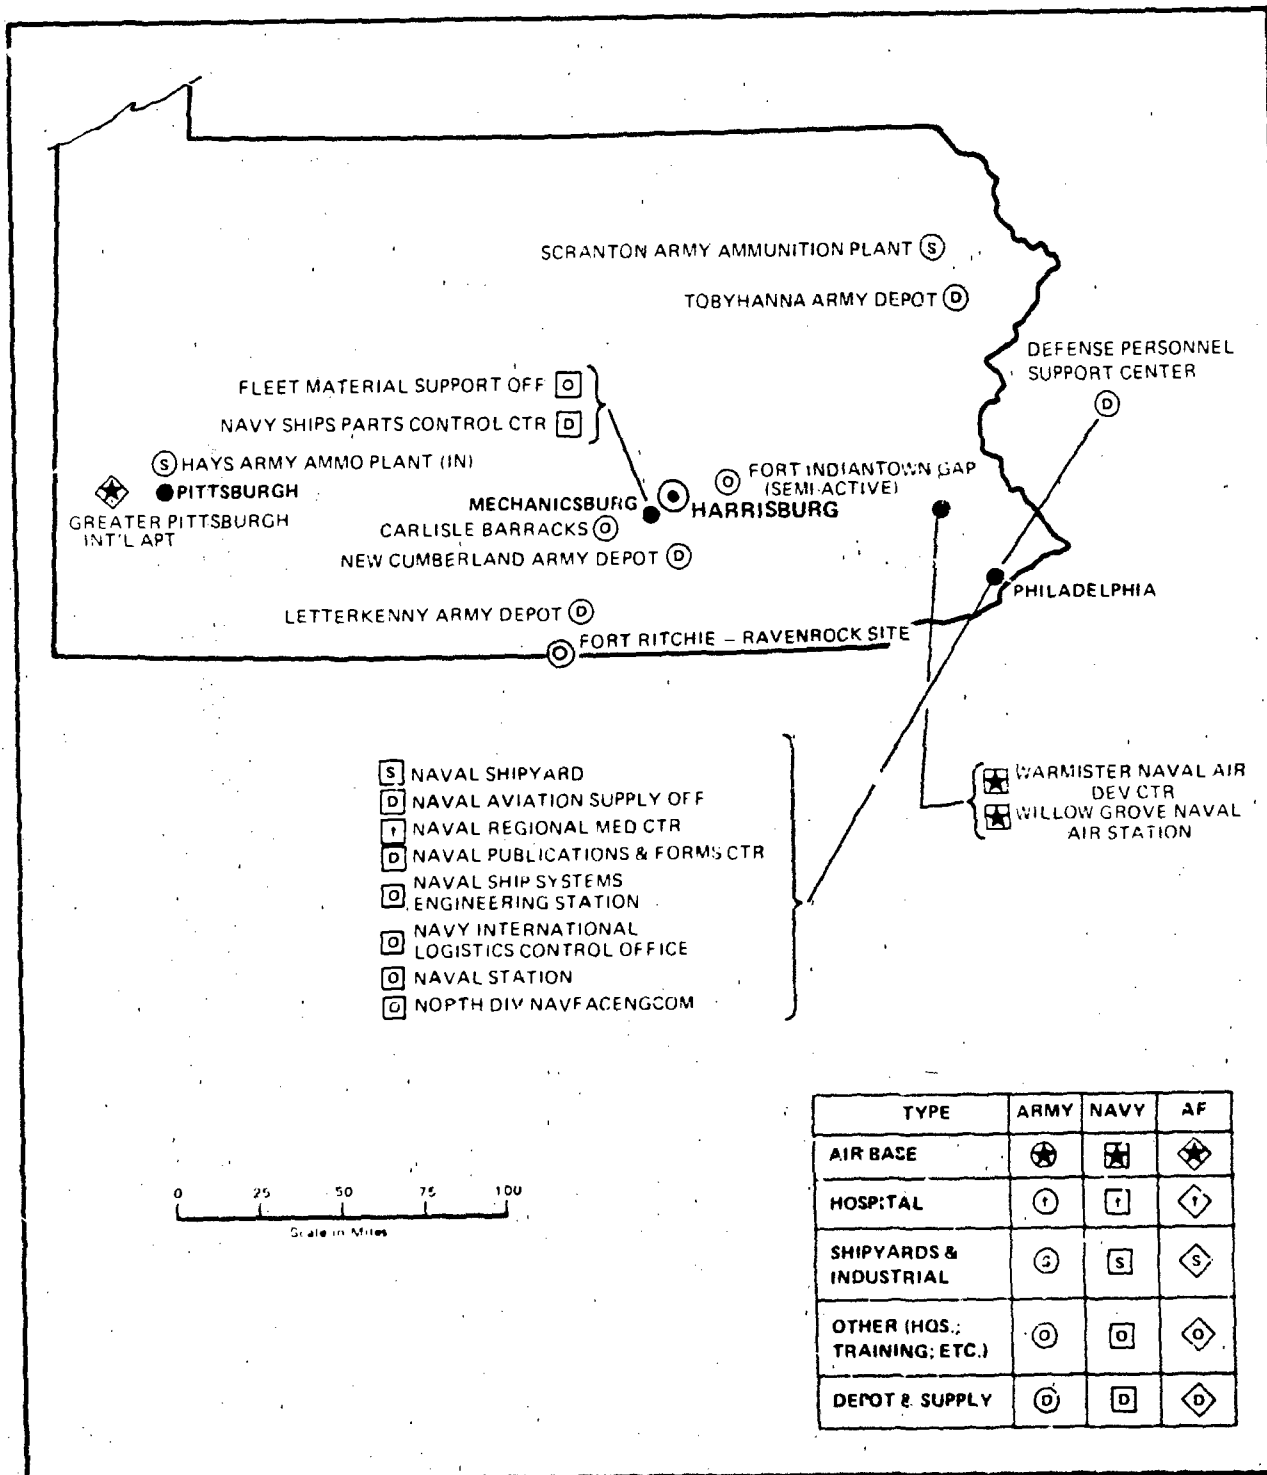 SCRANTON ARMY AMMUNITION PLANT S
TOBYHANNA ARMY DEPOT D
DEFENSE PERSONNEL
SUPPORT CENTER
D
FLEET MATERIAL SUPPORT OFF O
NAVY SHIPS PARTS CONTROL CTR D
S HAYS ARMY AMMO PLANT (IN)
PITTSBURGH
GREATER PITTSBURGH
INT'L APT
O FORT INDIANTOWN GAP
(SEMI-ACTIVE)
MECHANICSBURG
HARRISBURG
CARLISLE BARRACKS O
NEW CUMBERLAND ARMY DEPOT D
PHILADELPHIA
LETTERKENNY ARMY DEPOT D
O FORT RITCHIE – RAVENROCK SITE
S NAVAL SHIPYARD
D NAVAL AVIATION SUPPLY OFF
† NAVAL REGIONAL MED CTR
D NAVAL PUBLICATIONS & FORMS CTR
O NAVAL SHIP SYSTEMS
ENGINEERING STATION
O NAVY INTERNATIONAL
LOGISTICS CONTROL OFFICE
O NAVAL STATION
O NOPTH DIV NAVFACENGCOM
WARMISTER NAVAL AIR
DEV CTR
WILLOW GROVE NAVAL
AIR STATION
0 25 50 75 100
Scale in Miles
TYPE ARMY NAVY AF
AIR BASE
HOSPITAL † † †
SHIPYARDS &
INDUSTRIAL S S S
OTHER (HQS.;
TRAINING; ETC.) O O O
DEPOT & SUPPLY D D D